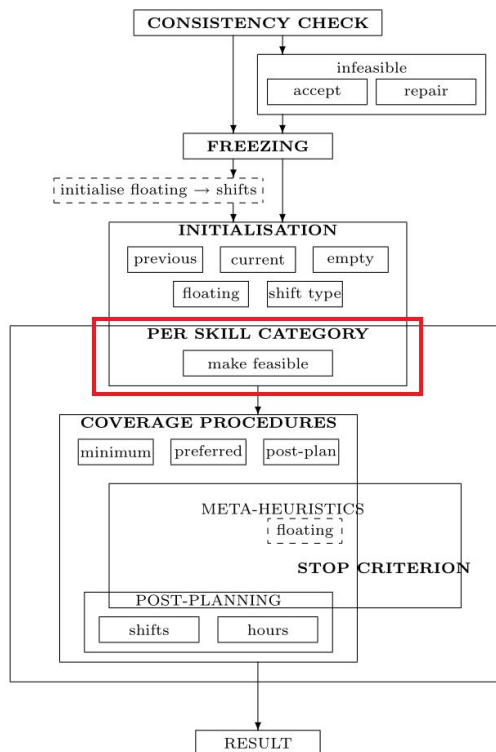 CONSISTENCY CHECK
infeasible
accept repair
FREEZING
initialise floating → shifts
INITIALISATION
previous current empty
floating shift type
PER SKILL CATEGORY
make feasible
COVERAGE PROCEDURES
minimum preferred post-plan
META-HEURISTICS
floating
STOP CRITERION
POST-PLANNING
shifts hours
RESULT